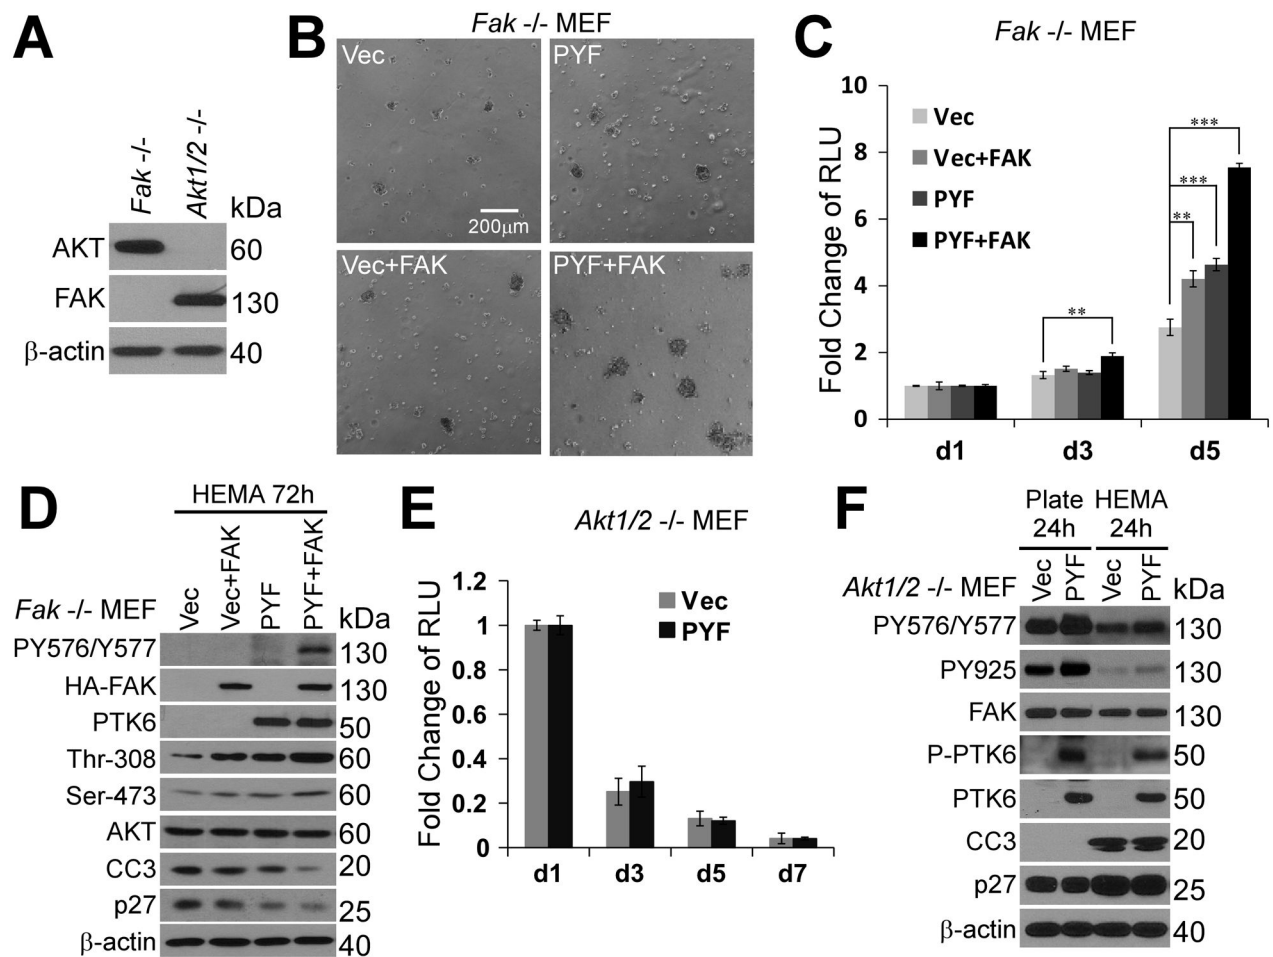 A
Fak -/-
Akt1/2 -/-
kDa
AKT
60
FAK
130
β-actin
40
B
Fak -/- MEF
Vec
PYF
200μm
Vec+FAK
PYF+FAK
C
Fak -/- MEF
Fold Change of RLU
10
8
6
4
2
0
Vec
Vec+FAK
PYF
PYF+FAK
**
**
***
***
d1
d3
d5
D
HEMA 72h
Fak -/- MEF
Vec
Vec+FAK
PYF
PYF+FAK
kDa
PY576/Y577
130
HA-FAK
130
PTK6
50
Thr-308
60
Ser-473
60
AKT
60
CC3
20
p27
25
β-actin
40
E
Akt1/2 -/- MEF
Fold Change of RLU
1.2
1
0.8
0.6
0.4
0.2
0
Vec
PYF
d1
d3
d5
d7
F
Plate HEMA
24h 24h
Akt1/2 -/- MEF
Vec
PYF
Vec
PYF
kDa
PY576/Y577
130
PY925
130
FAK
130
P-PTK6
50
PTK6
50
CC3
20
p27
25
β-actin
40